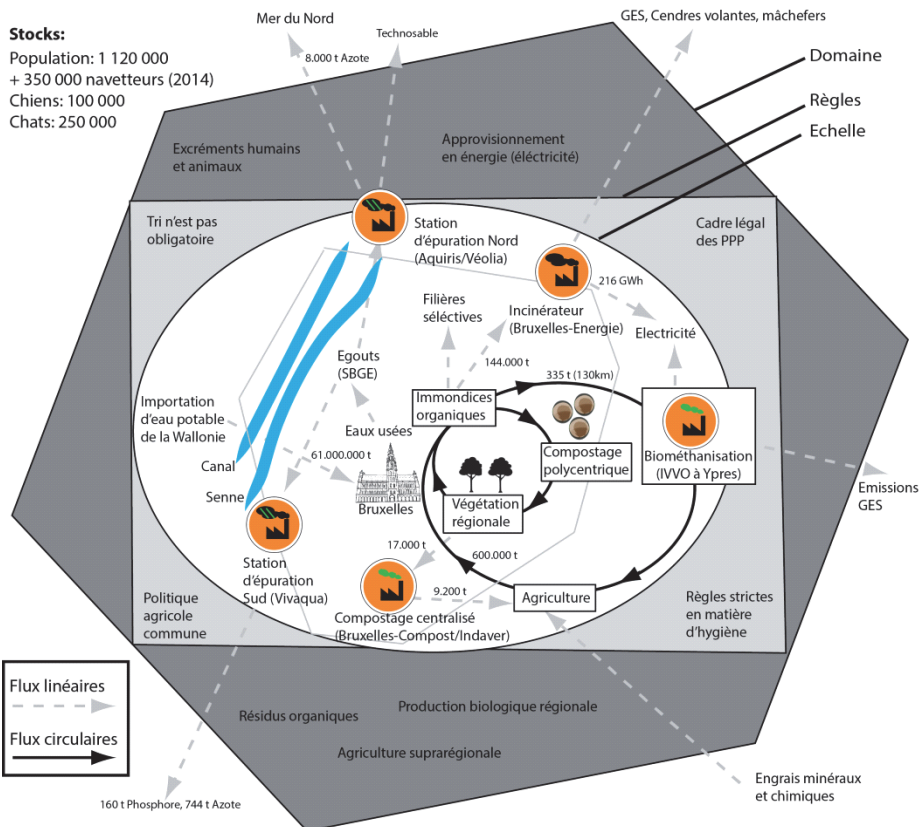 Stocks:
Population: 1 120 000
+ 350 000 navetteurs (2014)
Chiens: 100 000
Chats: 250 000
Mer du Nord
8.000 t Azote
Technosable
GES, Cendres volantes, mâchefers
Domaine
Règles
Echelle
Excréments humains
et animaux
Approvisionnement
en énergie (éléctricité)
Tri n'est pas
obligatoire
Cadre légal
des PPP
Station
d'épuration Nord
(Aquiris/Véolia)
216 GWh
Incinérateur
(Bruxelles-Energie)
Filières
séléctives
Electricité
Egouts
(SBGE)
144.000 t
335 t (130km)
Immondices
organiques
Importation
d'eau potable
de la Wallonie
Eaux usées
61.000.000 t
Canal
Senne
Bruxelles
Compostage
polycentrique
Biométhanisation
(IVVO à Ypres)
Végétation
régionale
Emissions
GES
17.000 t
600.000 t
Station
d'épuration
Sud (Vivaqua)
9.200 t
Agriculture
Compostage centralisé
(Bruxelles-Compost/Indaver)
Politique
agricole
commune
Règles strictes
en matière
d'hygiène
Flux linéaires
Flux circulaires
Résidus organiques
Production biologique régionale
Agriculture suprarégionale
Engrais minéraux
et chimiques
160 t Phosphore, 744 t Azote